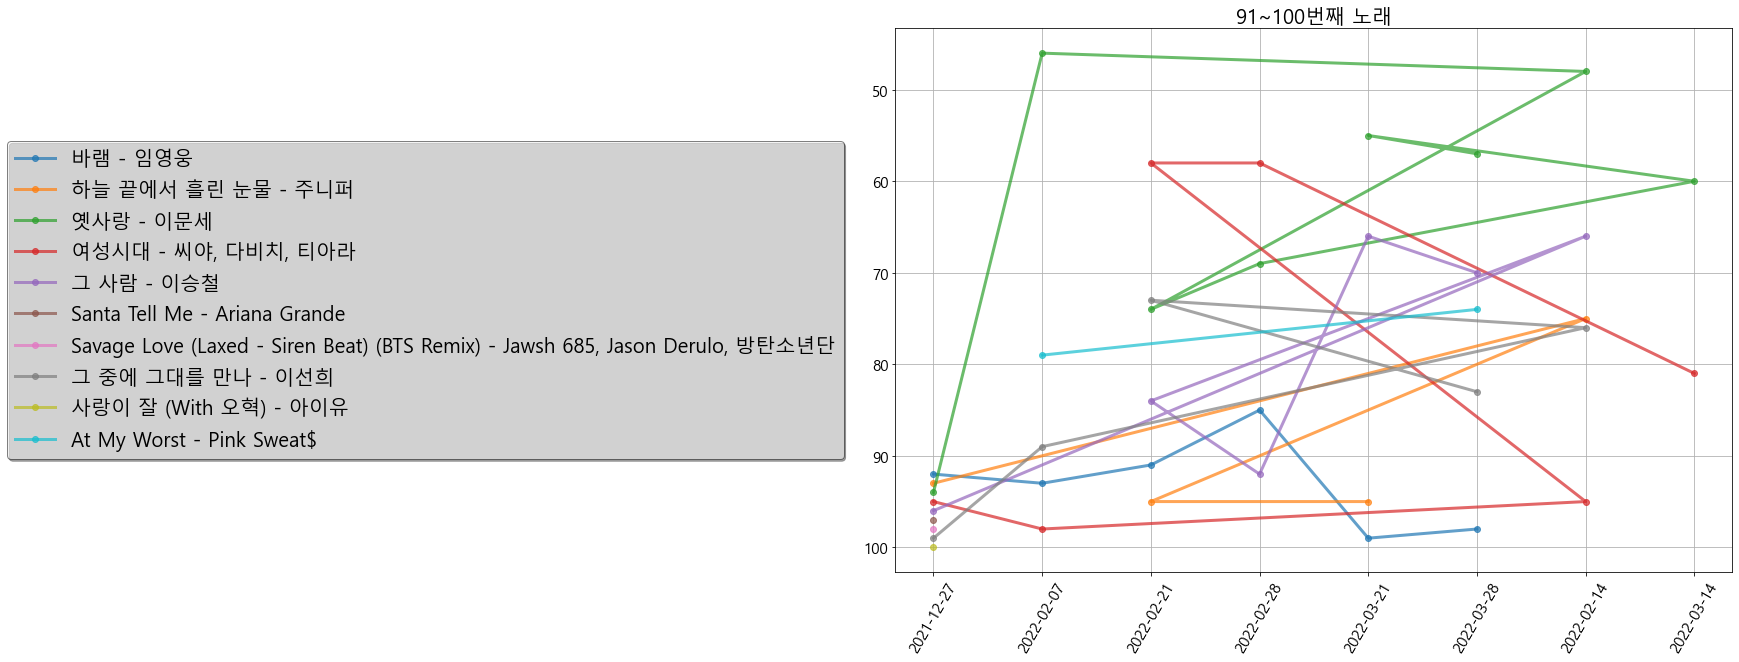 91~100번째 노래
바램 - 임영웅
하늘 끝에서 흘린 눈물 - 주니퍼
옛사랑 - 이문세
여성시대 - 씨야, 다비치, 티아라
그 사람 - 이승철
Santa Tell Me - Ariana Grande
Savage Love (Laxed - Siren Beat) (BTS Remix) - Jawsh 685, Jason Derulo, 방탄소년단
그 중에 그대를 만나 - 이선희
사랑이 잘 (With 오혁) - 아이유
At My Worst - Pink Sweat$
50
60
70
80
90
100
2021-12-27
2022-02-07
2022-02-21
2022-02-28
2022-03-21
2022-03-28
2022-02-14
2022-03-14